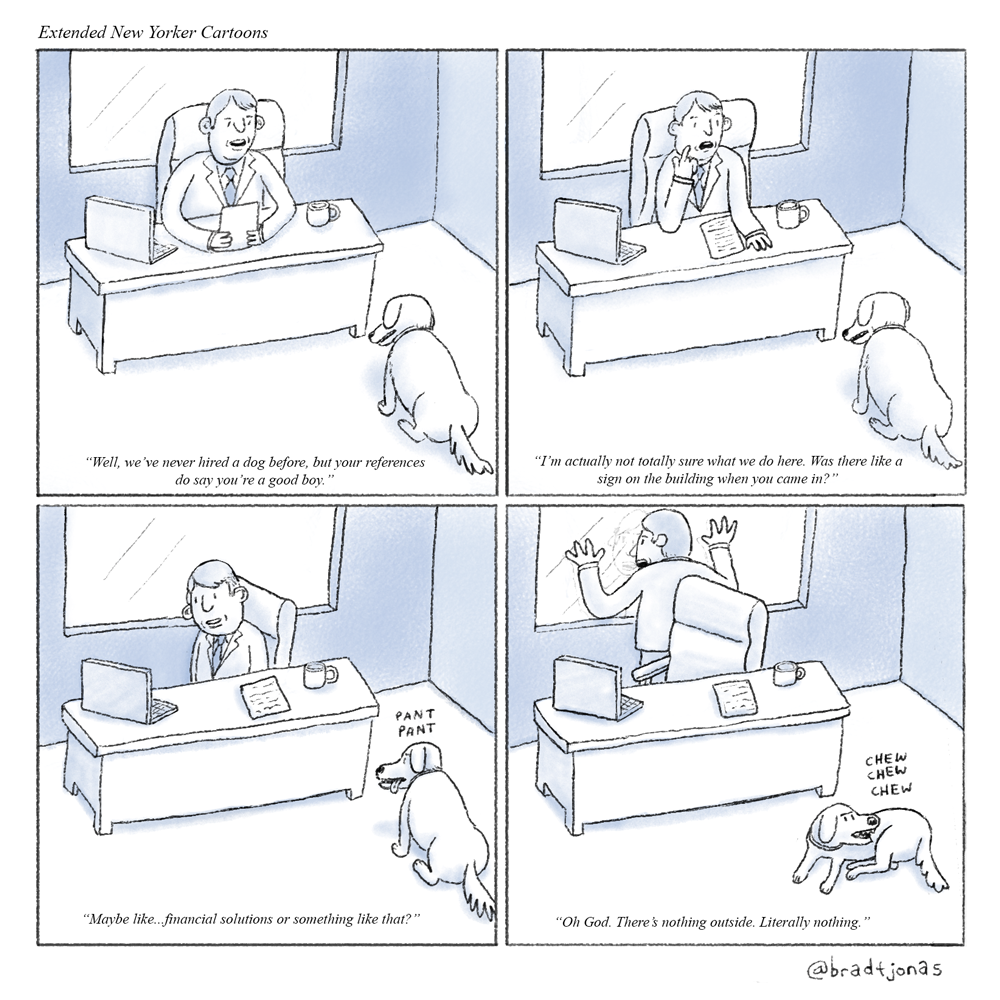 Extended New Yorker Cartoons
“Well, we’ve never hired a dog before, but your references
do say you’re a good boy.”
“I’m actually not totally sure what we do here. Was there like a
sign on the building when you came in?”
PANT
PANT
“Maybe like...financial solutions or something like that?”
CHEW
CHEW
CHEW
“Oh God. There’s nothing outside. Literally nothing.”
@bradtjonas